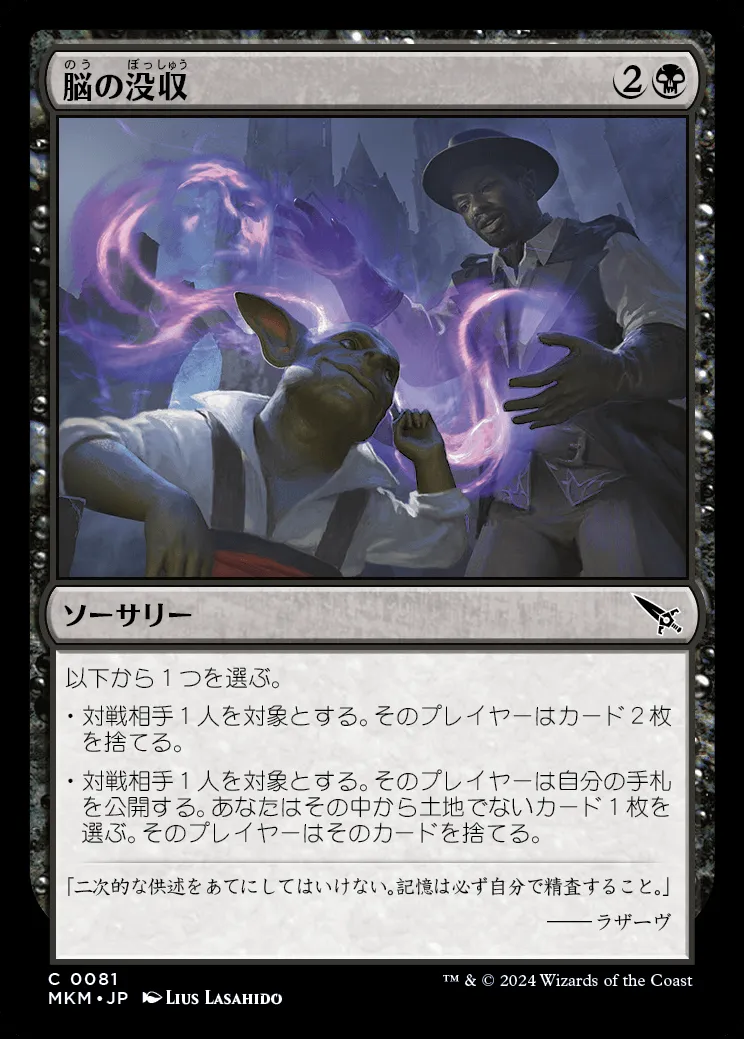 のう ぼっしゅう
脳の没収
2
ソーサリー
以下から1つを選ぶ。
・対戦相手1人を対象とする。そのプレイヤーはカード2枚
を捨てる。
・対戦相手1人を対象とする。そのプレイヤーは自分の手札
を公開する。あなたはその中から土地でないカード1枚を
選ぶ。そのプレイヤーはそのカードを捨てる。
「二次的な供述をあてにしてはいけない。記憶は必ず自分で精査すること。」
――ラザーヴ
C 0081
MKM • JP Lius Lasahido
™ & © 2024 Wizards of the Coast